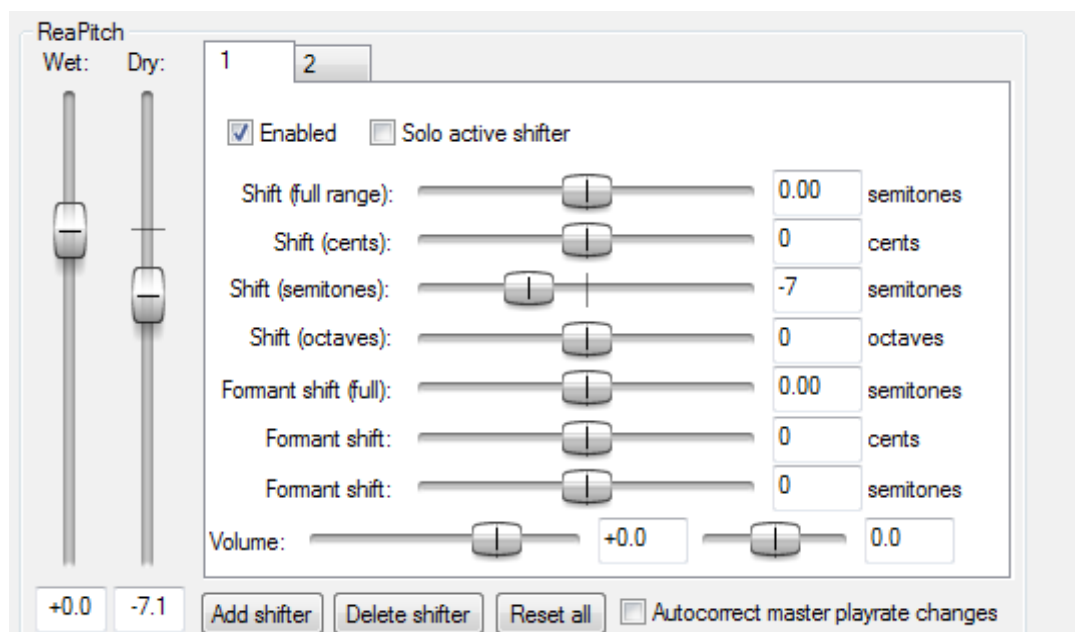 ReaPitch
Wet: Dry:
1 2
Enabled Solo active shifter
Shift (full range): 0.00 semitones
Shift (cents): 0 cents
Shift (semitones): -7 semitones
Shift (octaves): 0 octaves
Formant shift (full): 0.00 semitones
Formant shift: 0 cents
Formant shift: 0 semitones
Volume: +0.0 0.0
+0.0 -7.1 Add shifter Delete shifter Reset all Autocorrect master playrate changes